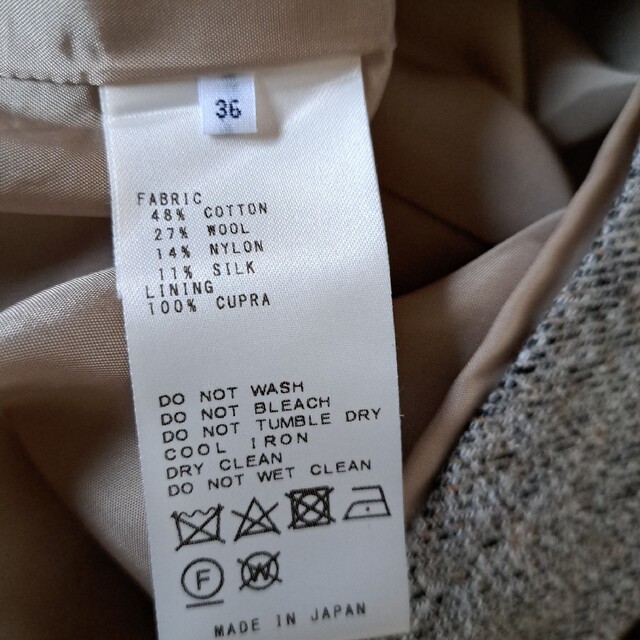 36
FABRIC
48% COTTON
27% WOOL
14% NYLON
11% SILK
LINING
100% CUPRA
DO NOT WASH
DO NOT BLEACH
DO NOT TUMBLE DRY
COOL IRON
DRY CLEAN
DO NOT WET CLEAN
F W
MADE IN JAPAN